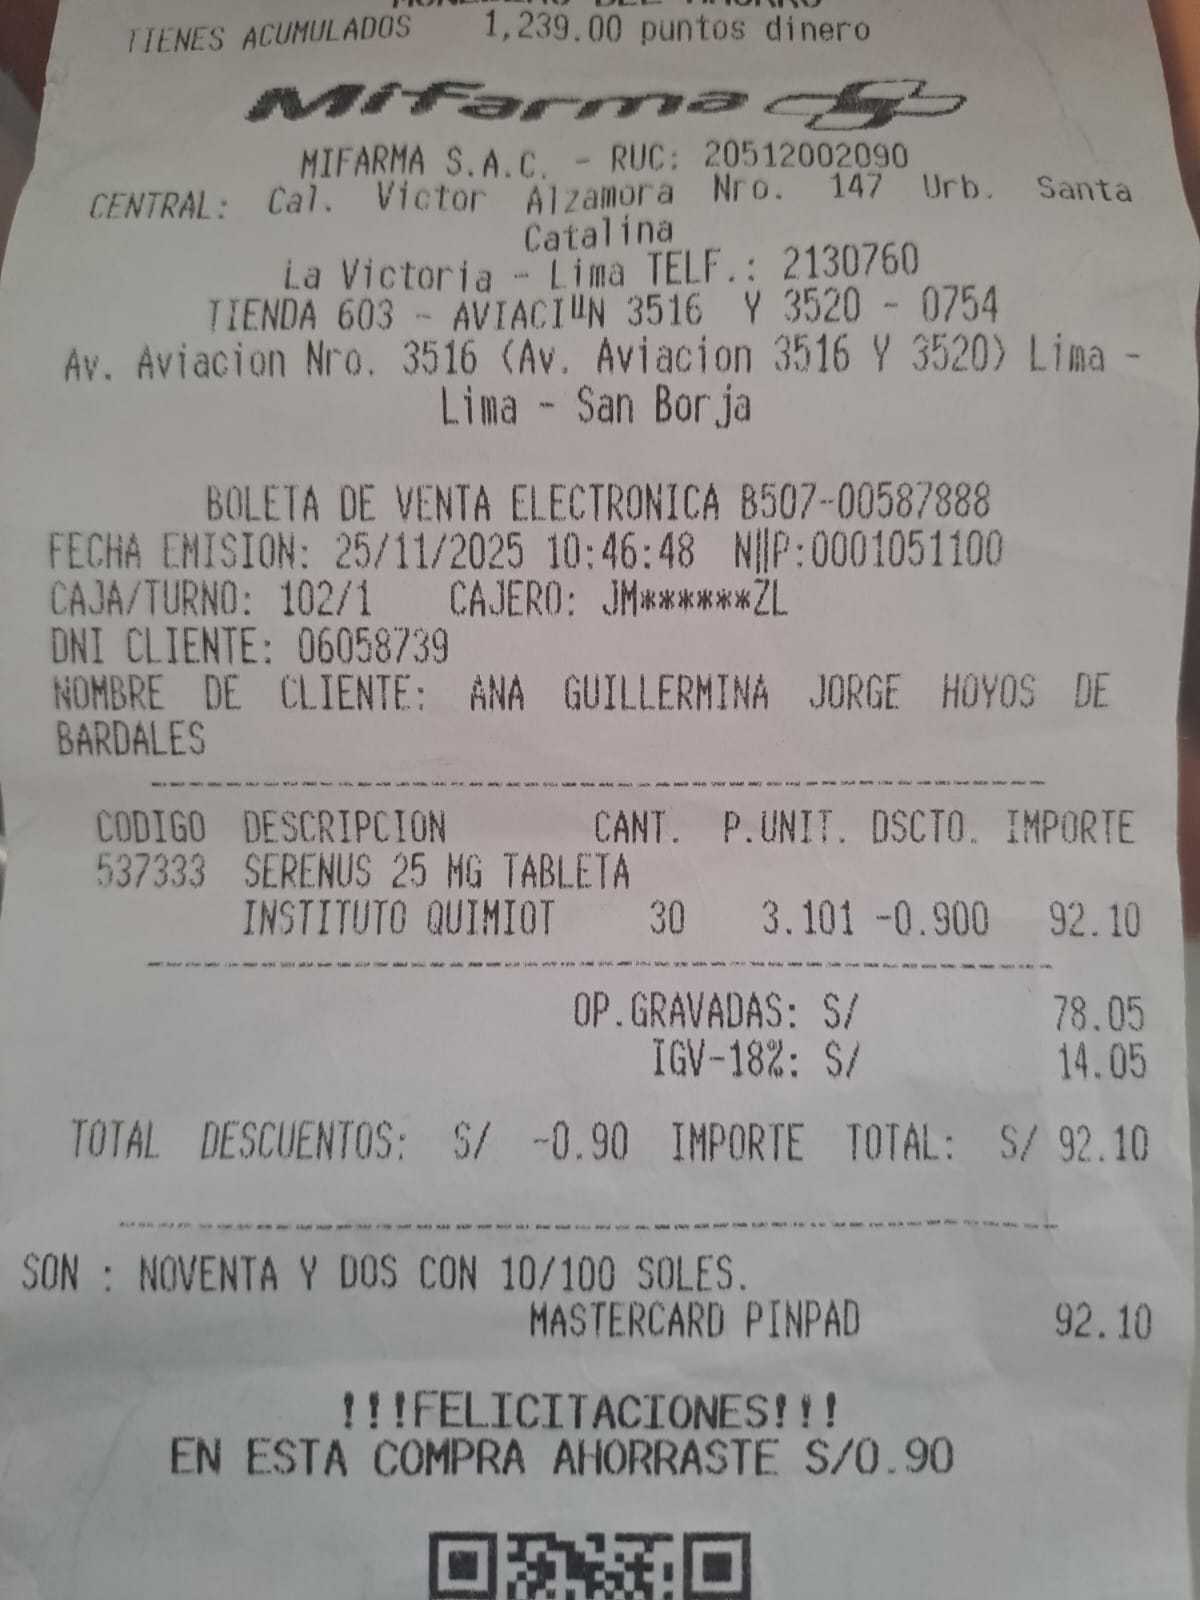 MONEDERO DEL AHORRO
TIENES ACUMULADOS 1,239.00 puntos dinero
Mifarma
MIFARMA S.A.C. - RUC: 20512002090
CENTRAL: Cal. Victor Alzamora Nro. 147 Urb. Santa
Catalina
La Victoria - Lima TELF.: 2130760
TIENDA 603 - AVIACIÙN 3516 Y 3520 - 0754
Av. Aviacion Nro. 3516 (Av. Aviacion 3516 Y 3520) Lima -
Lima - San Borja
BOLETA DE VENTA ELECTRONICA B507-00587888
FECHA EMISION: 25/11/2025 10:46:48 N||P:0001051100
CAJA/TURNO: 102/1 CAJERO: JM******ZL
DNI CLIENTE: 06058739
NOMBRE DE CLIENTE: ANA GUILLERMINA JORGE HOYOS DE
BARDALES
CODIGO DESCRIPCION CANT. P.UNIT. DSCTO. IMPORTE
537333 SERENUS 25 MG TABLETA
INSTITUTO QUIMIOT 30 3.101 -0.900 92.10
OP.GRAVADAS: S/ 78.05
IGV-18%: S/ 14.05
TOTAL DESCUENTOS: S/ -0.90 IMPORTE TOTAL: S/ 92.10
SON : NOVENTA Y DOS CON 10/100 SOLES.
MASTERCARD PINPAD 92.10
!!!FELICITACIONES!!!
EN ESTA COMPRA AHORRASTE S/0.90